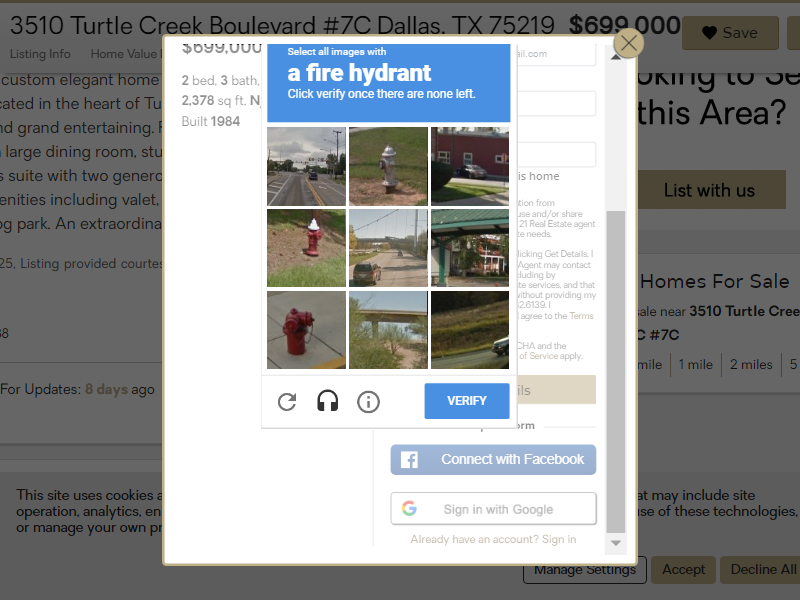 3510 Turtle Creek Boulevard #7C Dallas, TX 75219 $699,000
Save
Listing Info
Home Value
custom elegant home
cated in the heart of Tu
nd grand entertaining.
large dining room, stu
s suite with two genero
enities including valet,
og park. An extraordina
25, Listing provided courtes
For Updates: 8 days ago
$699,000
2 bed, 3 bath,
2,378 sq ft,
Built 1984
Select all images with
a fire hydrant
Click verify once there are none left.
VERIFY
ail.com
is home
tion from
use and/or share
21 Real Estate agent
te needs.
licking Get Details, I
Agent may contact
cluding by
te services, and that
without providing my
I agree to the Terms
CHA and the
of Service apply.
ils
orm
Connect with Facebook
Sign in with Google
Already have an account? Sign in
oking to Se
this Area?
List with us
Homes For Sale
sale near 3510 Turtle Cree
#7C
mile
1 mile
2 miles
5
This site uses cookies a
operation, analytics, en
or manage your own pr
at may include site
use of these technologies,
Manage Settings
Accept
Decline All